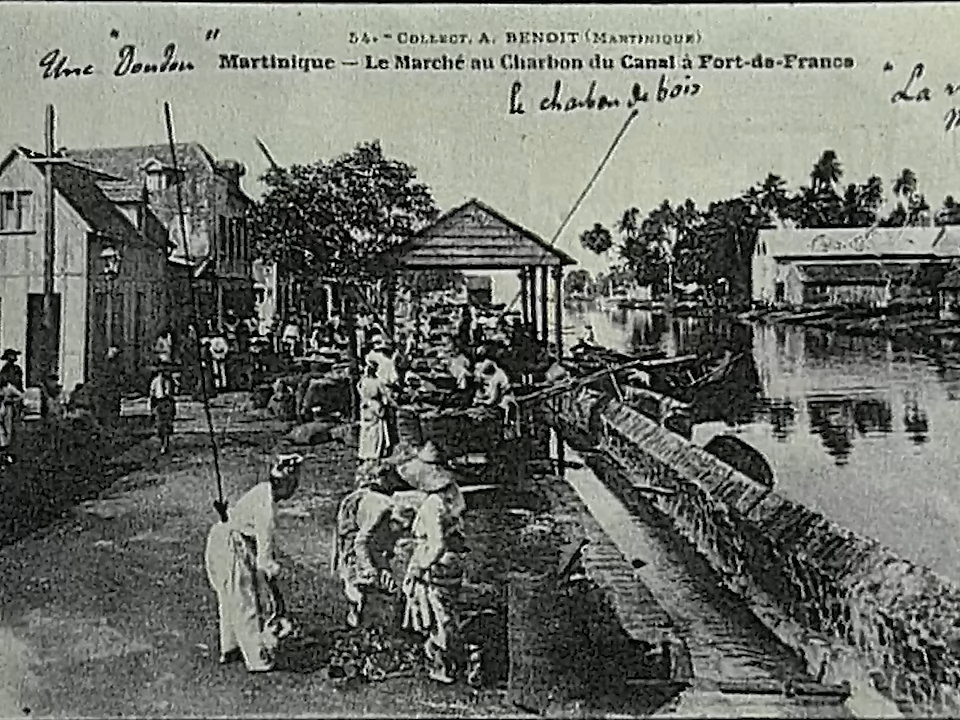 54. - COLLECT. A. BENOIT (MARTINIQUE)
Une "Doudou"
Martinique — Le Marché au Charbon du Canal à Fort-de-France
le charbon de bois
"La